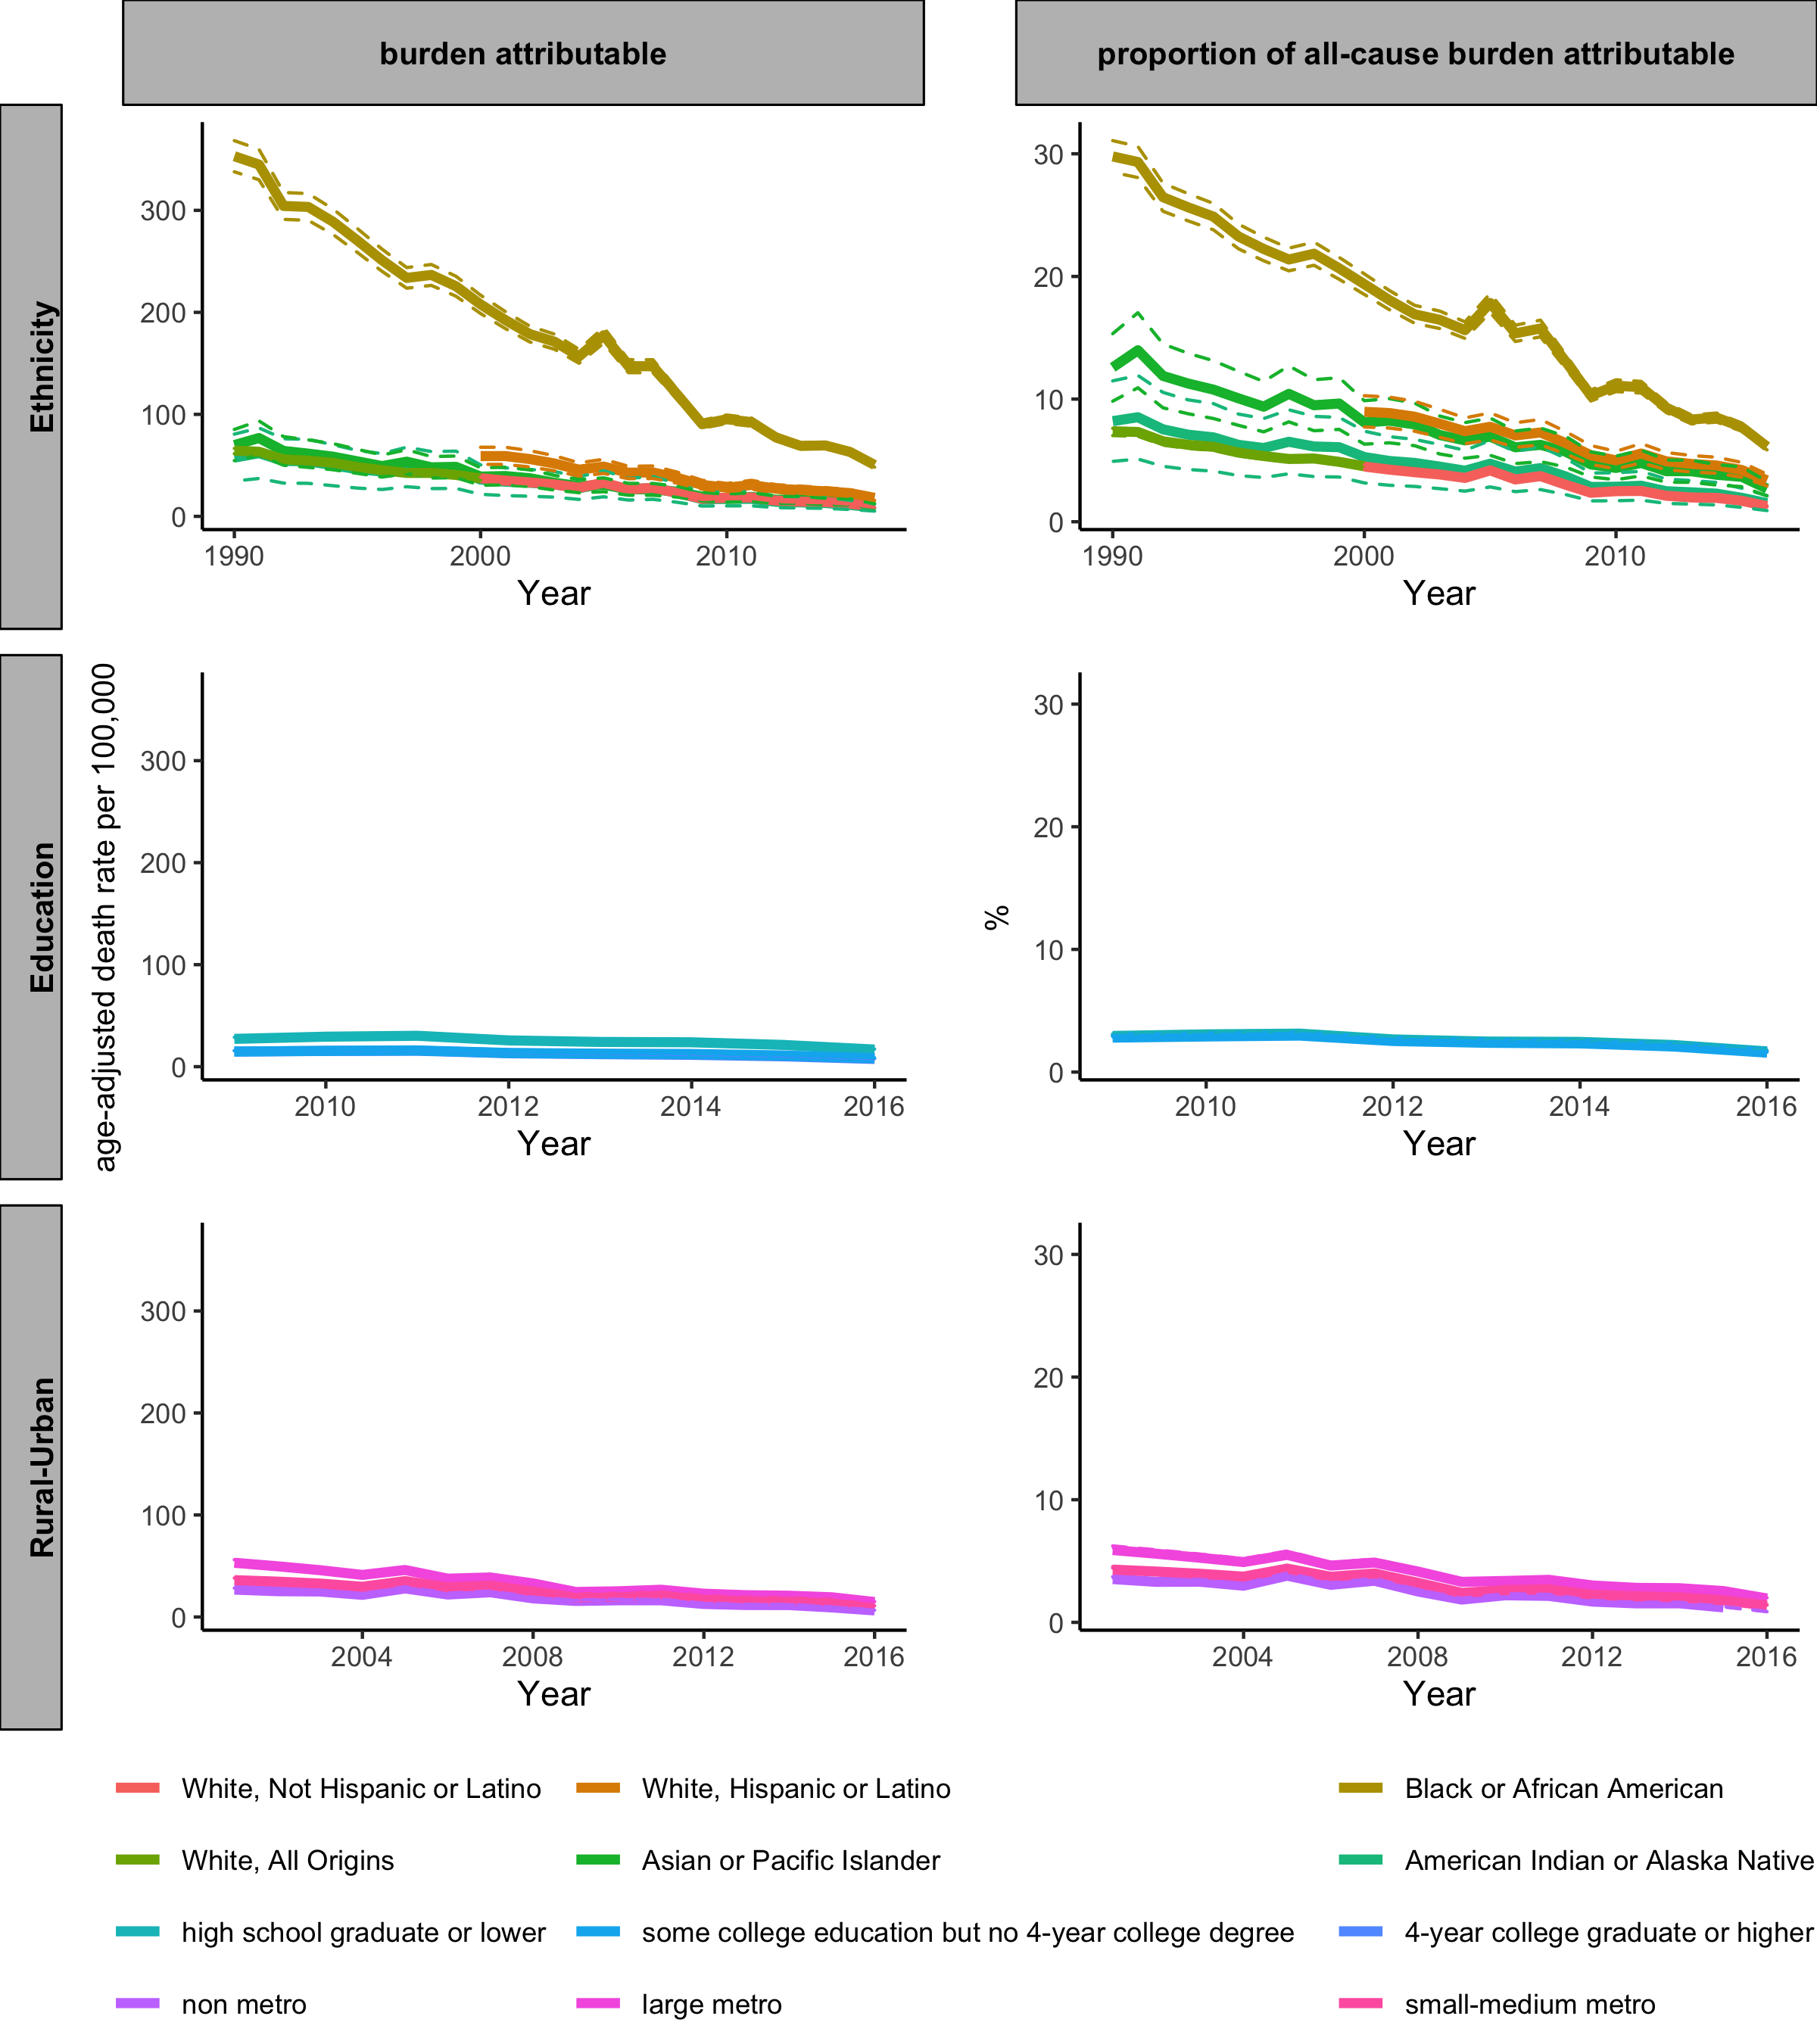 burden attributable
proportion of all-cause burden attributable
Ethnicity
300
200
100
0
1990
2000
2010
Year
30
20
10
0
1990
2000
2010
Year
Education
age-adjusted death rate per 100,000
300
200
100
0
2010
2012
2014
2016
Year
%
30
20
10
0
2010
2012
2014
2016
Year
Rural-Urban
300
200
100
0
2004
2008
2012
2016
Year
30
20
10
0
2004
2008
2012
2016
Year
White, Not Hispanic or Latino
White, Hispanic or Latino
Black or African American
White, All Origins
Asian or Pacific Islander
American Indian or Alaska Native
high school graduate or lower
some college education but no 4-year college degree
4-year college graduate or higher
non metro
large metro
small-medium metro